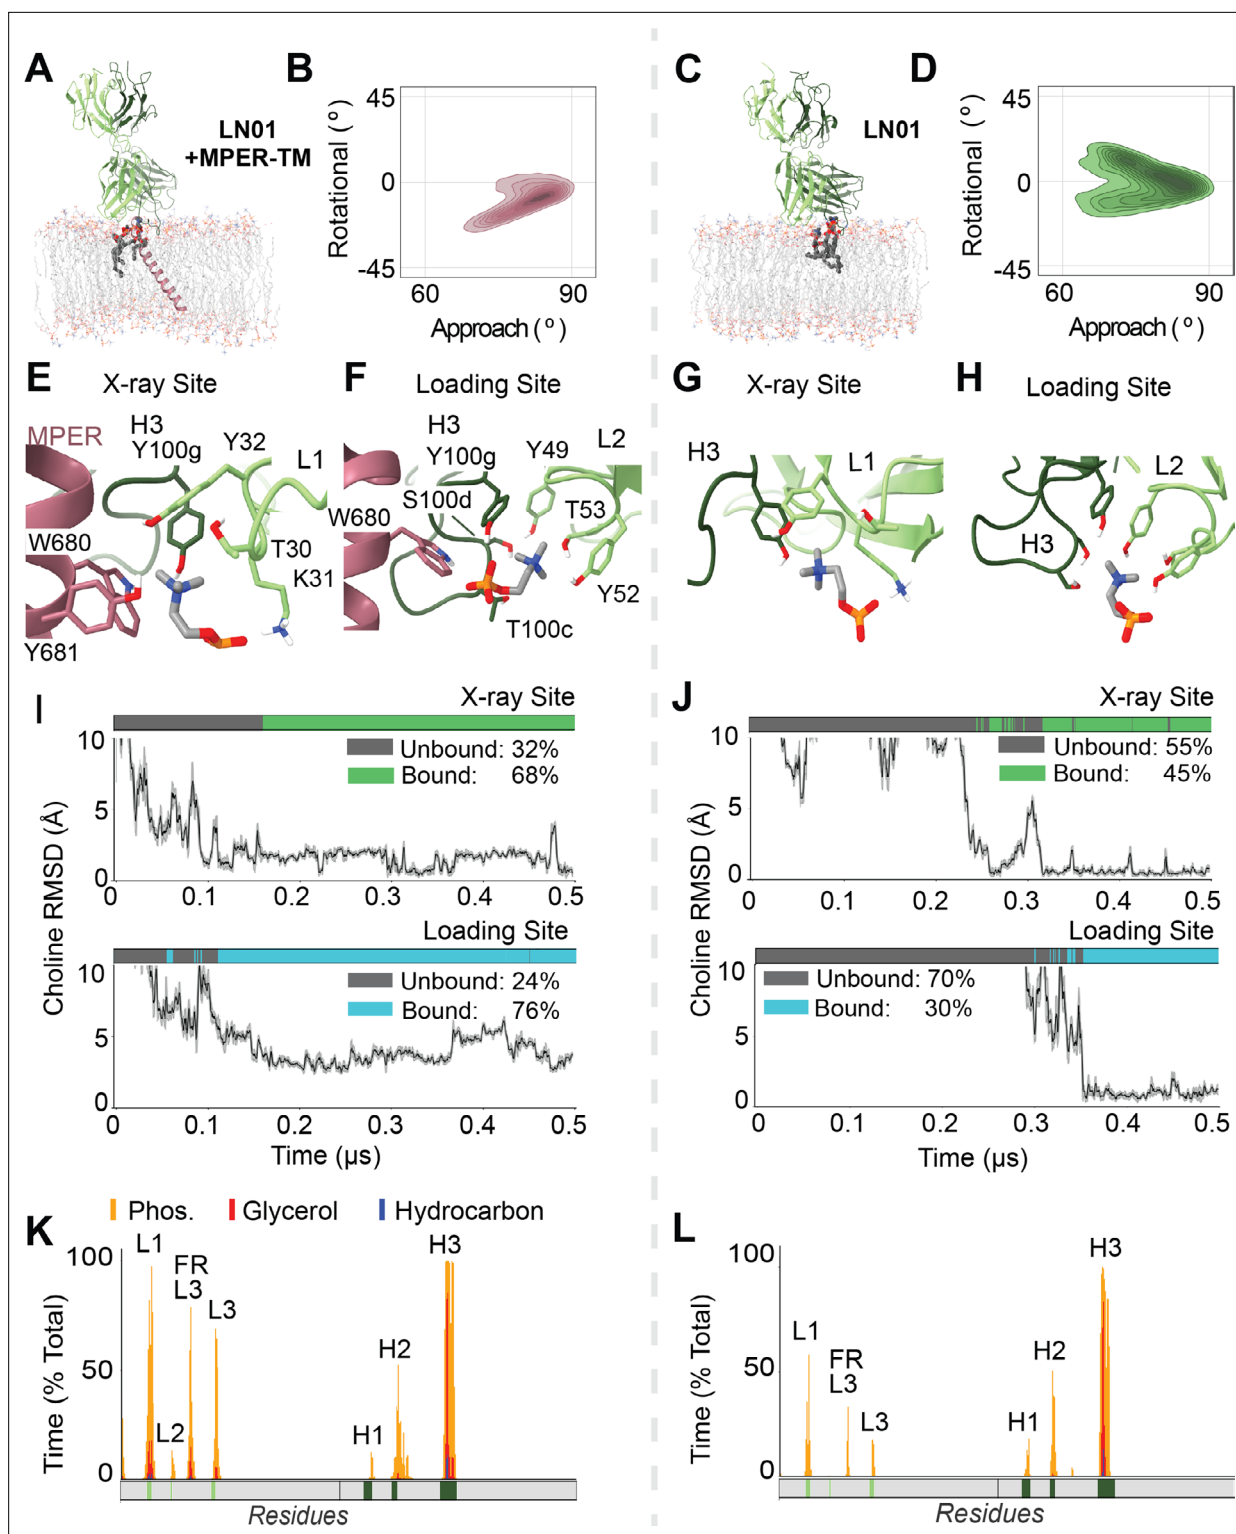 A
LN01
+MPER-TM
B
Rotational (º)
45
0
-45
60
90
Approach (º)
C
LN01
D
Rotational (º)
45
0
-45
60
90
Approach (º)
E
X-ray Site
MPER
H3
Y100g
Y32
L1
W680
T30
K31
Y681
F
Loading Site
H3
Y100g
Y49
L2
S100d
T53
W680
Y52
T100c
G
X-ray Site
H3
L1
H
Loading Site
L2
H3
I
X-ray Site
10
Unbound: 32%
Bound: 68%
5
0
0 0.1 0.2 0.3 0.4 0.5
Choline RMSD (Å)
Loading Site
10
Unbound: 24%
Bound: 76%
5
0
0 0.1 0.2 0.3 0.4 0.5
Time (µs)
J
X-ray Site
10
Unbound: 55%
Bound: 45%
5
0
0 0.1 0.2 0.3 0.4 0.5
Choline RMSD (Å)
Loading Site
10
Unbound: 70%
Bound: 30%
5
0
0 0.1 0.2 0.3 0.4 0.5
Time (µs)
Phos. Glycerol Hydrocarbon
K
Time (% Total)
100
50
0
L1
FR
L3
L3
L2
H1
H2
H3
Residues
L
Time (% Total)
100
50
0
L1
FR
L3
L3
H1
H2
H3
Residues